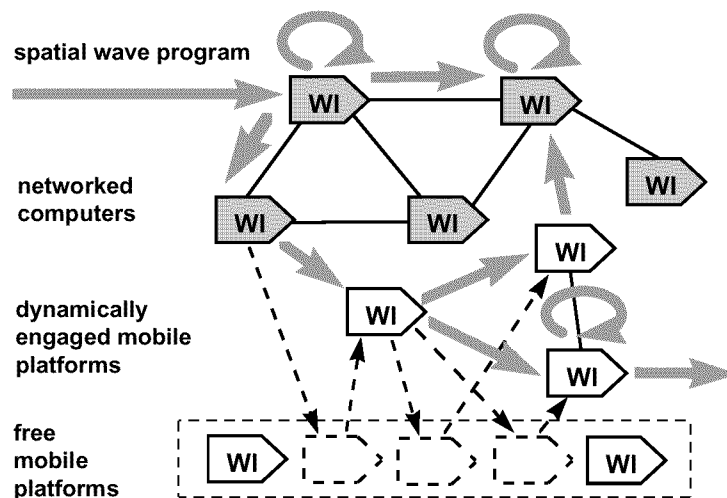 spatial wave program
WI
WI
WI
networked
computers
WI
WI
WI
dynamically
engaged mobile
platforms
WI
WI
free
mobile
platforms
WI
WI